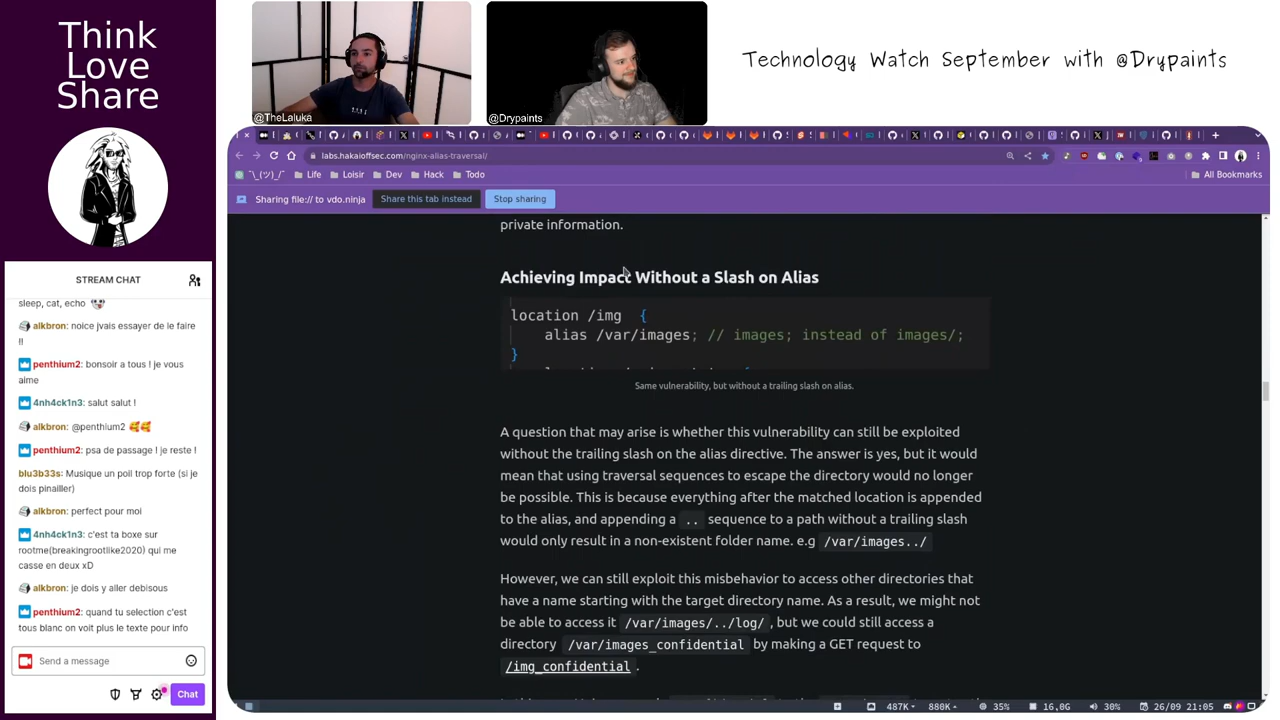 Think
Love
Share
@TheLaluka
@Drypaints
Technology Watch September with @Drypaints
STREAM CHAT
sleep, cat, echo
alkbron: noice jvais essayer de le faire
!!
penthium2: bonsoir a tous ! je vous
aime
4nh4ck1n3: salut salut !
alkbron: @penthium2
penthium2: psa de passage ! je reste !
blu3b33s: Musique un poil trop forte (si je
dois pinailler)
alkbron: perfect pour moi
4nh4ck1n3: c'est ta boxe sur
rootme(breakingrootlike2020) qui me
casse en deux xD
alkbron: je dois y aller debisous
penthium2: quand tu selection c'est
tous blanc on voit plus le texte pour info
Send a message
Chat
labs.hakaioffsec.com/nginx-alias-traversal/
¯\_(ツ)_/¯ Life Loisir Dev Hack Todo All Bookmarks
Sharing file:// to vdo.ninja Share this tab instead Stop sharing
private information.
Achieving Impact Without a Slash on Alias
location /img {
alias /var/images; // images; instead of images/;
}
Same vulnerability, but without a trailing slash on alias.
A question that may arise is whether this vulnerability can still be exploited
without the trailing slash on the alias directive. The answer is yes, but it would
mean that using traversal sequences to escape the directory would no longer
be possible. This is because everything after the matched location is appended
to the alias, and appending a .. sequence to a path without a trailing slash
would only result in a non-existent folder name. e.g /var/images../
However, we can still exploit this misbehavior to access other directories that
have a name starting with the target directory name. As a result, we might not
be able to access it /var/images/../log/ , but we could still access a
directory /var/images_confidential by making a GET request to
/img_confidential .
487K 880K 35% 16,0G 30% 26/09 21:05